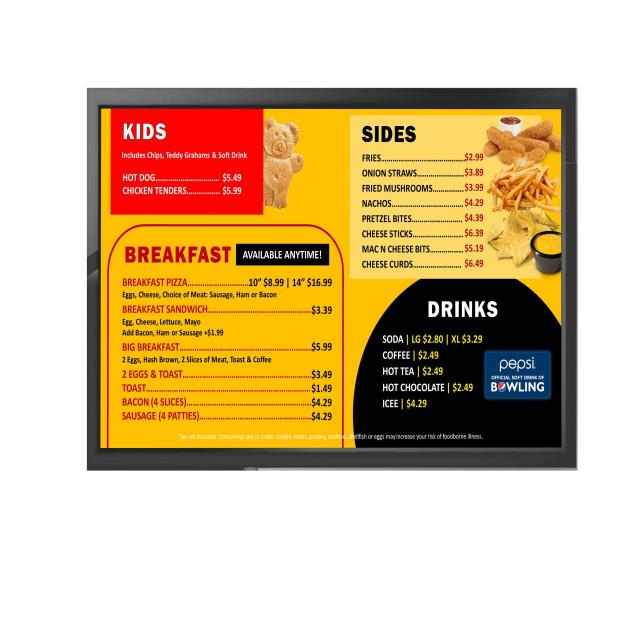 KIDS
Includes Chips, Teddy Grahams & Soft Drink
HOT DOG............................ $5.49
CHICKEN TENDERS.............. $5.99
BREAKFAST AVAILABLE ANYTIME!
BREAKFAST PIZZA..........................10” $8.99 | 14” $16.99
Eggs, Cheese, Choice of Meat: Sausage, Ham or Bacon
BREAKFAST SANDWICH............................................$3.39
Egg, Cheese, Lettuce, Mayo
Add Bacon, Ham or Sausage +$1.99
BIG BREAKFAST.......................................................$5.99
2 Eggs, Hash Brown, 2 Slices of Meat, Toast & Coffee
2 EGGS & TOAST......................................................$3.49
TOAST.....................................................................$1.49
BACON (4 SLICES).....................................................$4.29
SAUSAGE (4 PATTIES)................................................$4.29
SIDES
FRIES...................................$2.99
ONION STRAWS....................$3.89
FRIED MUSHROOMS.............$3.99
NACHOS..............................$4.29
PRETZEL BITES......................$4.39
CHEESE STICKS......................$6.39
MAC N CHEESE BITS..............$5.19
CHEESE CURDS......................$6.49
DRINKS
SODA | LG $2.80 | XL $3.29
COFFEE | $2.49
HOT TEA | $2.49
HOT CHOCOLATE | $2.49
ICEE | $4.29
pepsi
OFFICIAL SOFT DRINK OF
BOWLING
Tax not included. Consuming raw or under cooked meats, poultry, seafood, shellfish or eggs may increase your risk of foodborne illness.